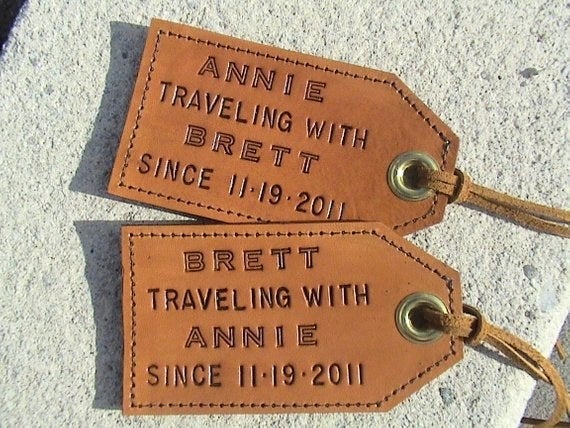 ANNIE
TRAVELING WITH
BRETT
SINCE 11·19·2011
BRETT
TRAVELING WITH
ANNIE
SINCE 11·19·2011